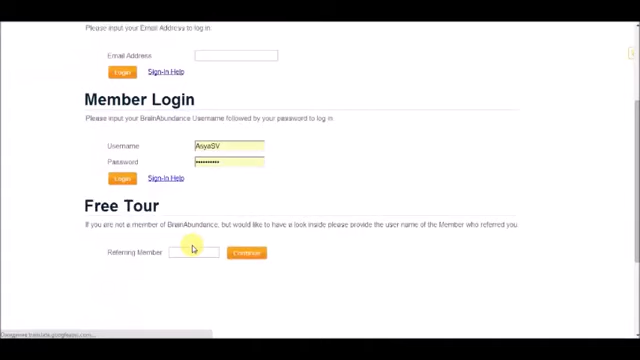 Please input your Email Address to log in.
Email Address
Login Sign-In Help
Member Login
Please input your BrainAbundance Username followed by your password to log in.
Username AsyaSV
Password ••••••••••
Login Sign-In Help
Free Tour
If you are not a member of BrainAbundance, but would like to have a look inside please provide the user name of the Member who referred you
Referring Member Continue